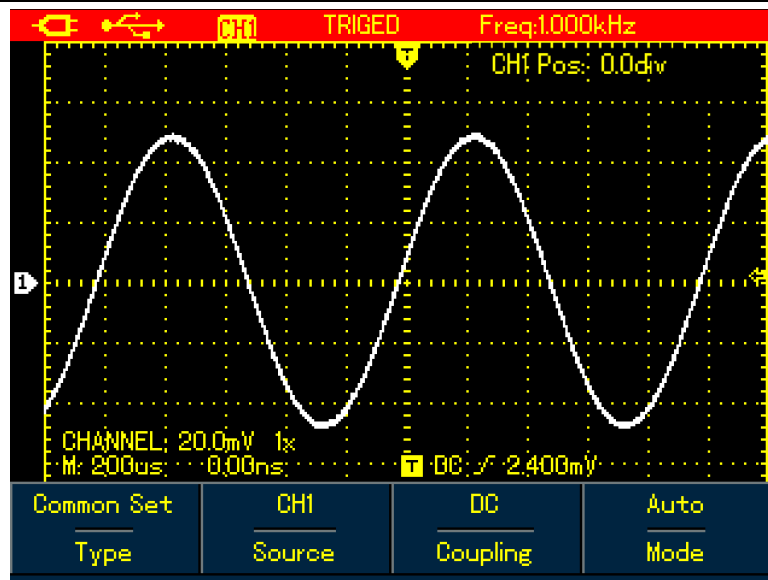 CH1 TRIGED Freq:1.000kHz
T
CH1 Pos: 0.0div
1
CHANNEL: 20.0mV 1x
M: 200us 0.00ns T DC 2.400mV
Common Set CH1 DC Auto
Type Source Coupling Mode